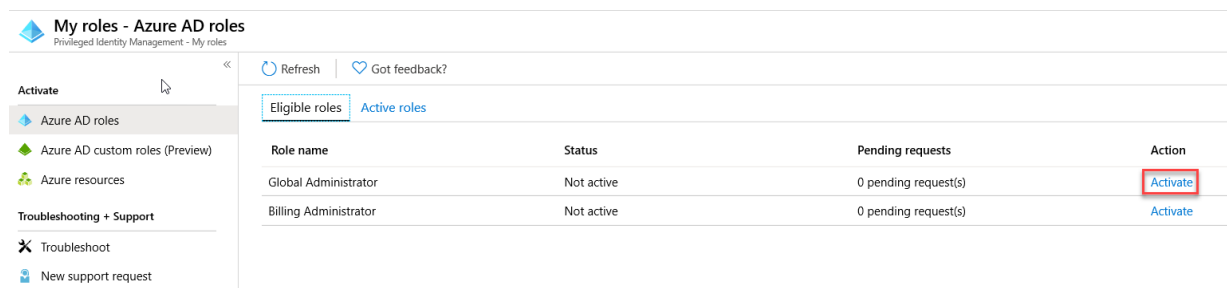 My roles - Azure AD roles
Privileged Identity Management - My roles
«
Activate
Azure AD roles
Azure AD custom roles (Preview)
Azure resources
Troubleshooting + Support
Troubleshoot
New support request
Refresh Got feedback?
Eligible roles Active roles
Role name Status Pending requests Action
Global Administrator Not active 0 pending request(s) Activate
Billing Administrator Not active 0 pending request(s) Activate